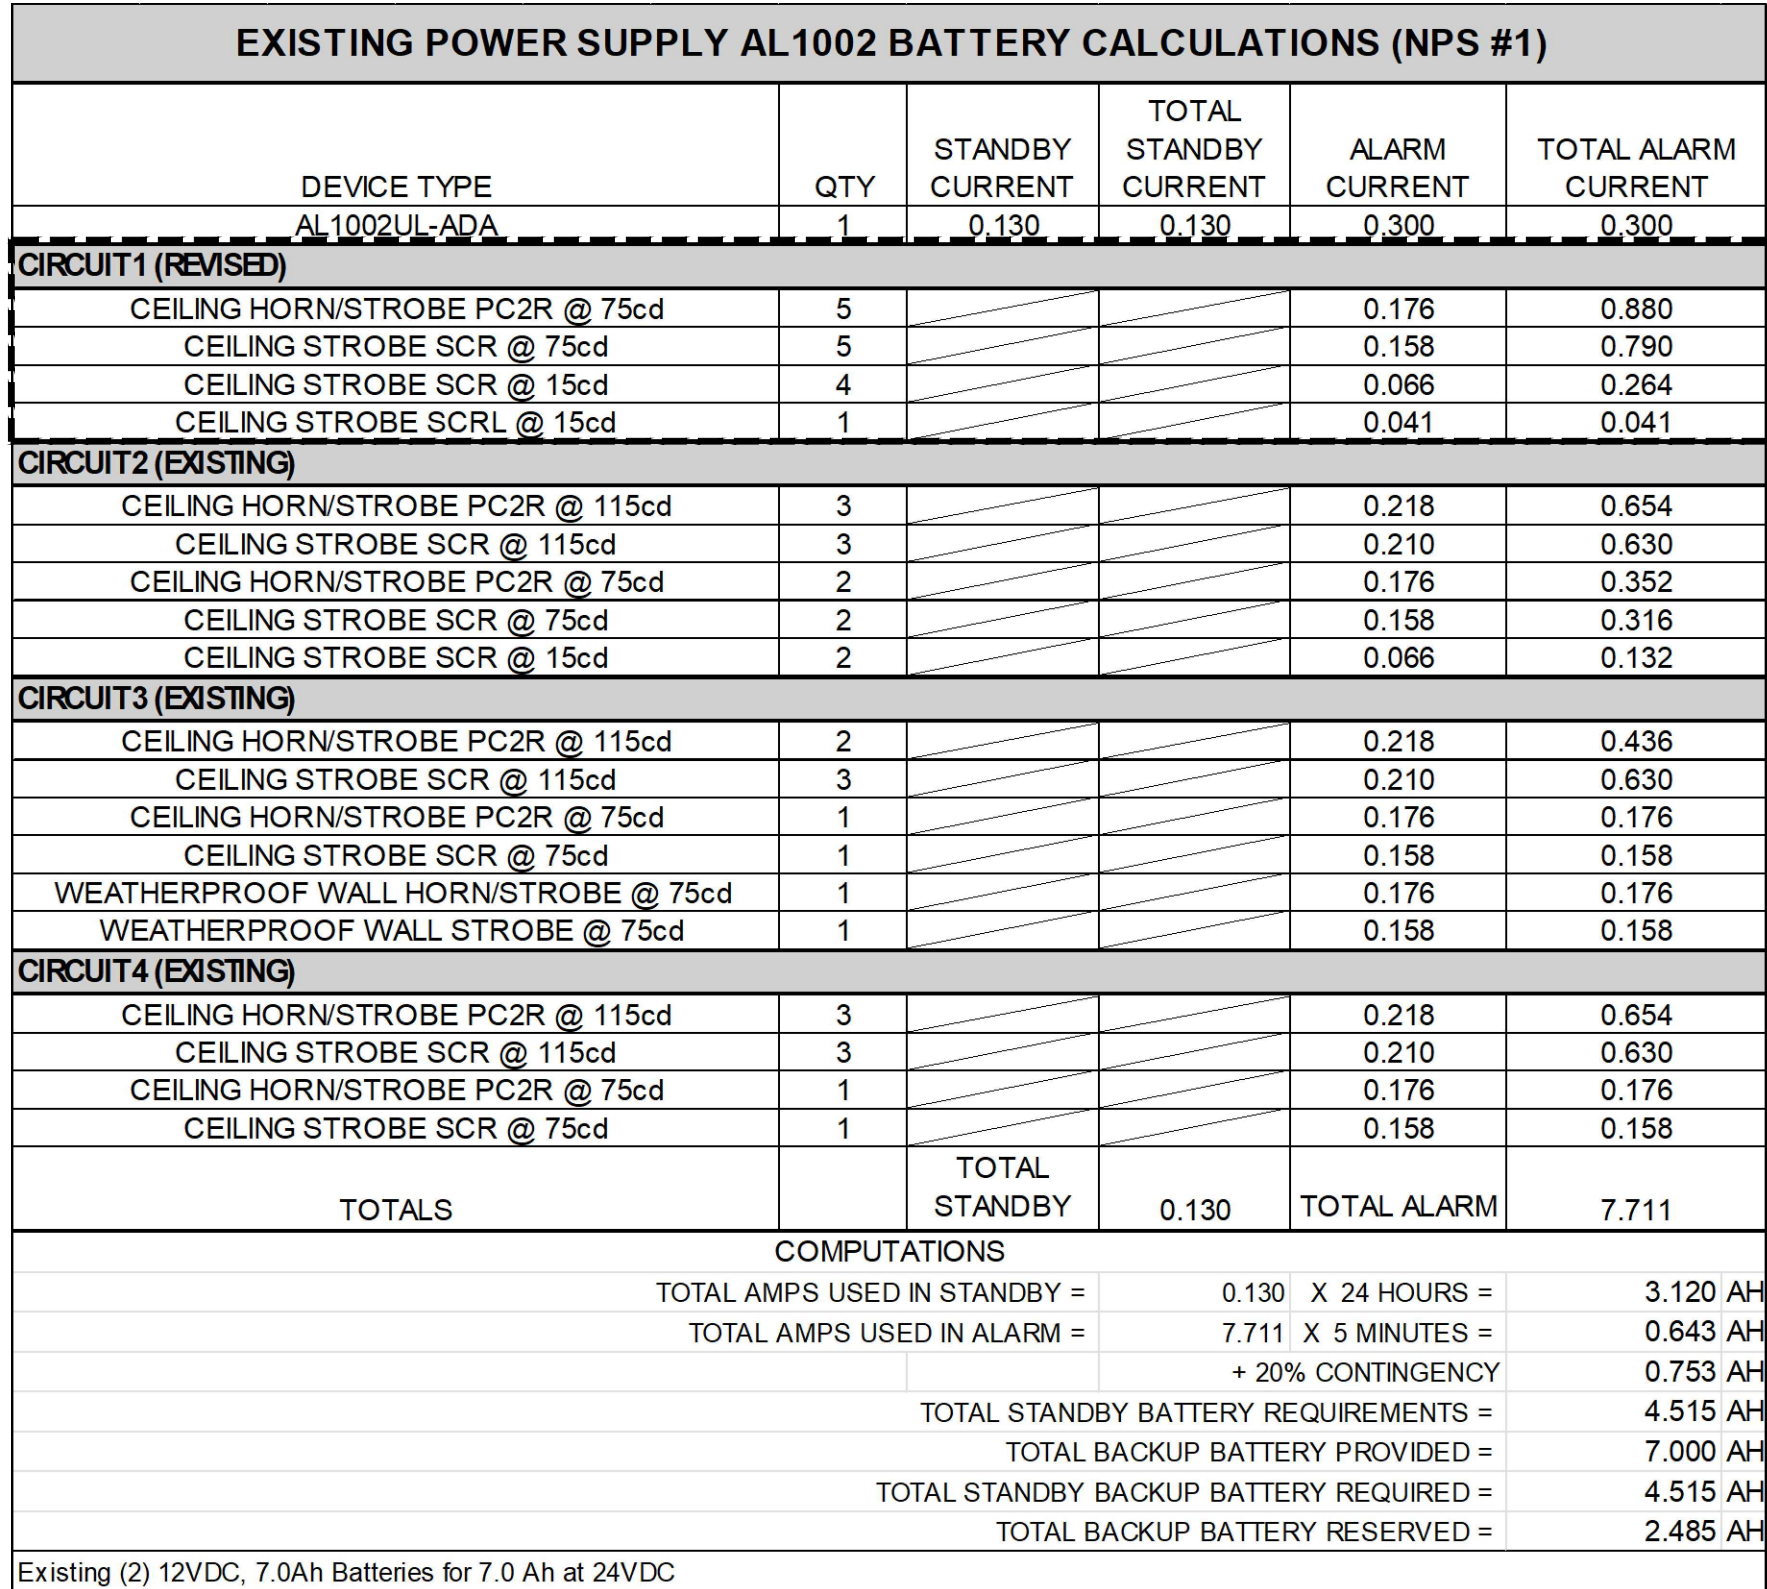 EXISTING POWER SUPPLY AL1002 BATTERY CALCULATIONS (NPS #1)
DEVICE TYPE QTY STANDBY CURRENT TOTAL STANDBY CURRENT ALARM CURRENT TOTAL ALARM CURRENT
AL1002UL-ADA 1 0.130 0.130 0.300 0.300
CIRCUIT 1 (REVISED)
CEILING HORN/STROBE PC2R @ 75cd 5 0.176 0.880
CEILING STROBE SCR @ 75cd 5 0.158 0.790
CEILING STROBE SCR @ 15cd 4 0.066 0.264
CEILING STROBE SCRL @ 15cd 1 0.041 0.041
CIRCUIT 2 (EXISTING)
CEILING HORN/STROBE PC2R @ 115cd 3 0.218 0.654
CEILING STROBE SCR @ 115cd 3 0.210 0.630
CEILING HORN/STROBE PC2R @ 75cd 2 0.176 0.352
CEILING STROBE SCR @ 75cd 2 0.158 0.316
CEILING STROBE SCR @ 15cd 2 0.066 0.132
CIRCUIT 3 (EXISTING)
CEILING HORN/STROBE PC2R @ 115cd 2 0.218 0.436
CEILING STROBE SCR @ 115cd 3 0.210 0.630
CEILING HORN/STROBE PC2R @ 75cd 1 0.176 0.176
CEILING STROBE SCR @ 75cd 1 0.158 0.158
WEATHERPROOF WALL HORN/STROBE @ 75cd 1 0.176 0.176
WEATHERPROOF WALL STROBE @ 75cd 1 0.158 0.158
CIRCUIT 4 (EXISTING)
CEILING HORN/STROBE PC2R @ 115cd 3 0.218 0.654
CEILING STROBE SCR @ 115cd 3 0.210 0.630
CEILING HORN/STROBE PC2R @ 75cd 1 0.176 0.176
CEILING STROBE SCR @ 75cd 1 0.158 0.158
TOTALS TOTAL STANDBY 0.130 TOTAL ALARM 7.711
COMPUTATIONS
TOTAL AMPS USED IN STANDBY = 0.130 X 24 HOURS = 3.120 AH
TOTAL AMPS USED IN ALARM = 7.711 X 5 MINUTES = 0.643 AH
+ 20% CONTINGENCY 0.753 AH
TOTAL STANDBY BATTERY REQUIREMENTS = 4.515 AH
TOTAL BACKUP BATTERY PROVIDED = 7.000 AH
TOTAL STANDBY BACKUP BATTERY REQUIRED = 4.515 AH
TOTAL BACKUP BATTERY RESERVED = 2.485 AH
Existing (2) 12VDC, 7.0Ah Batteries for 7.0 Ah at 24VDC